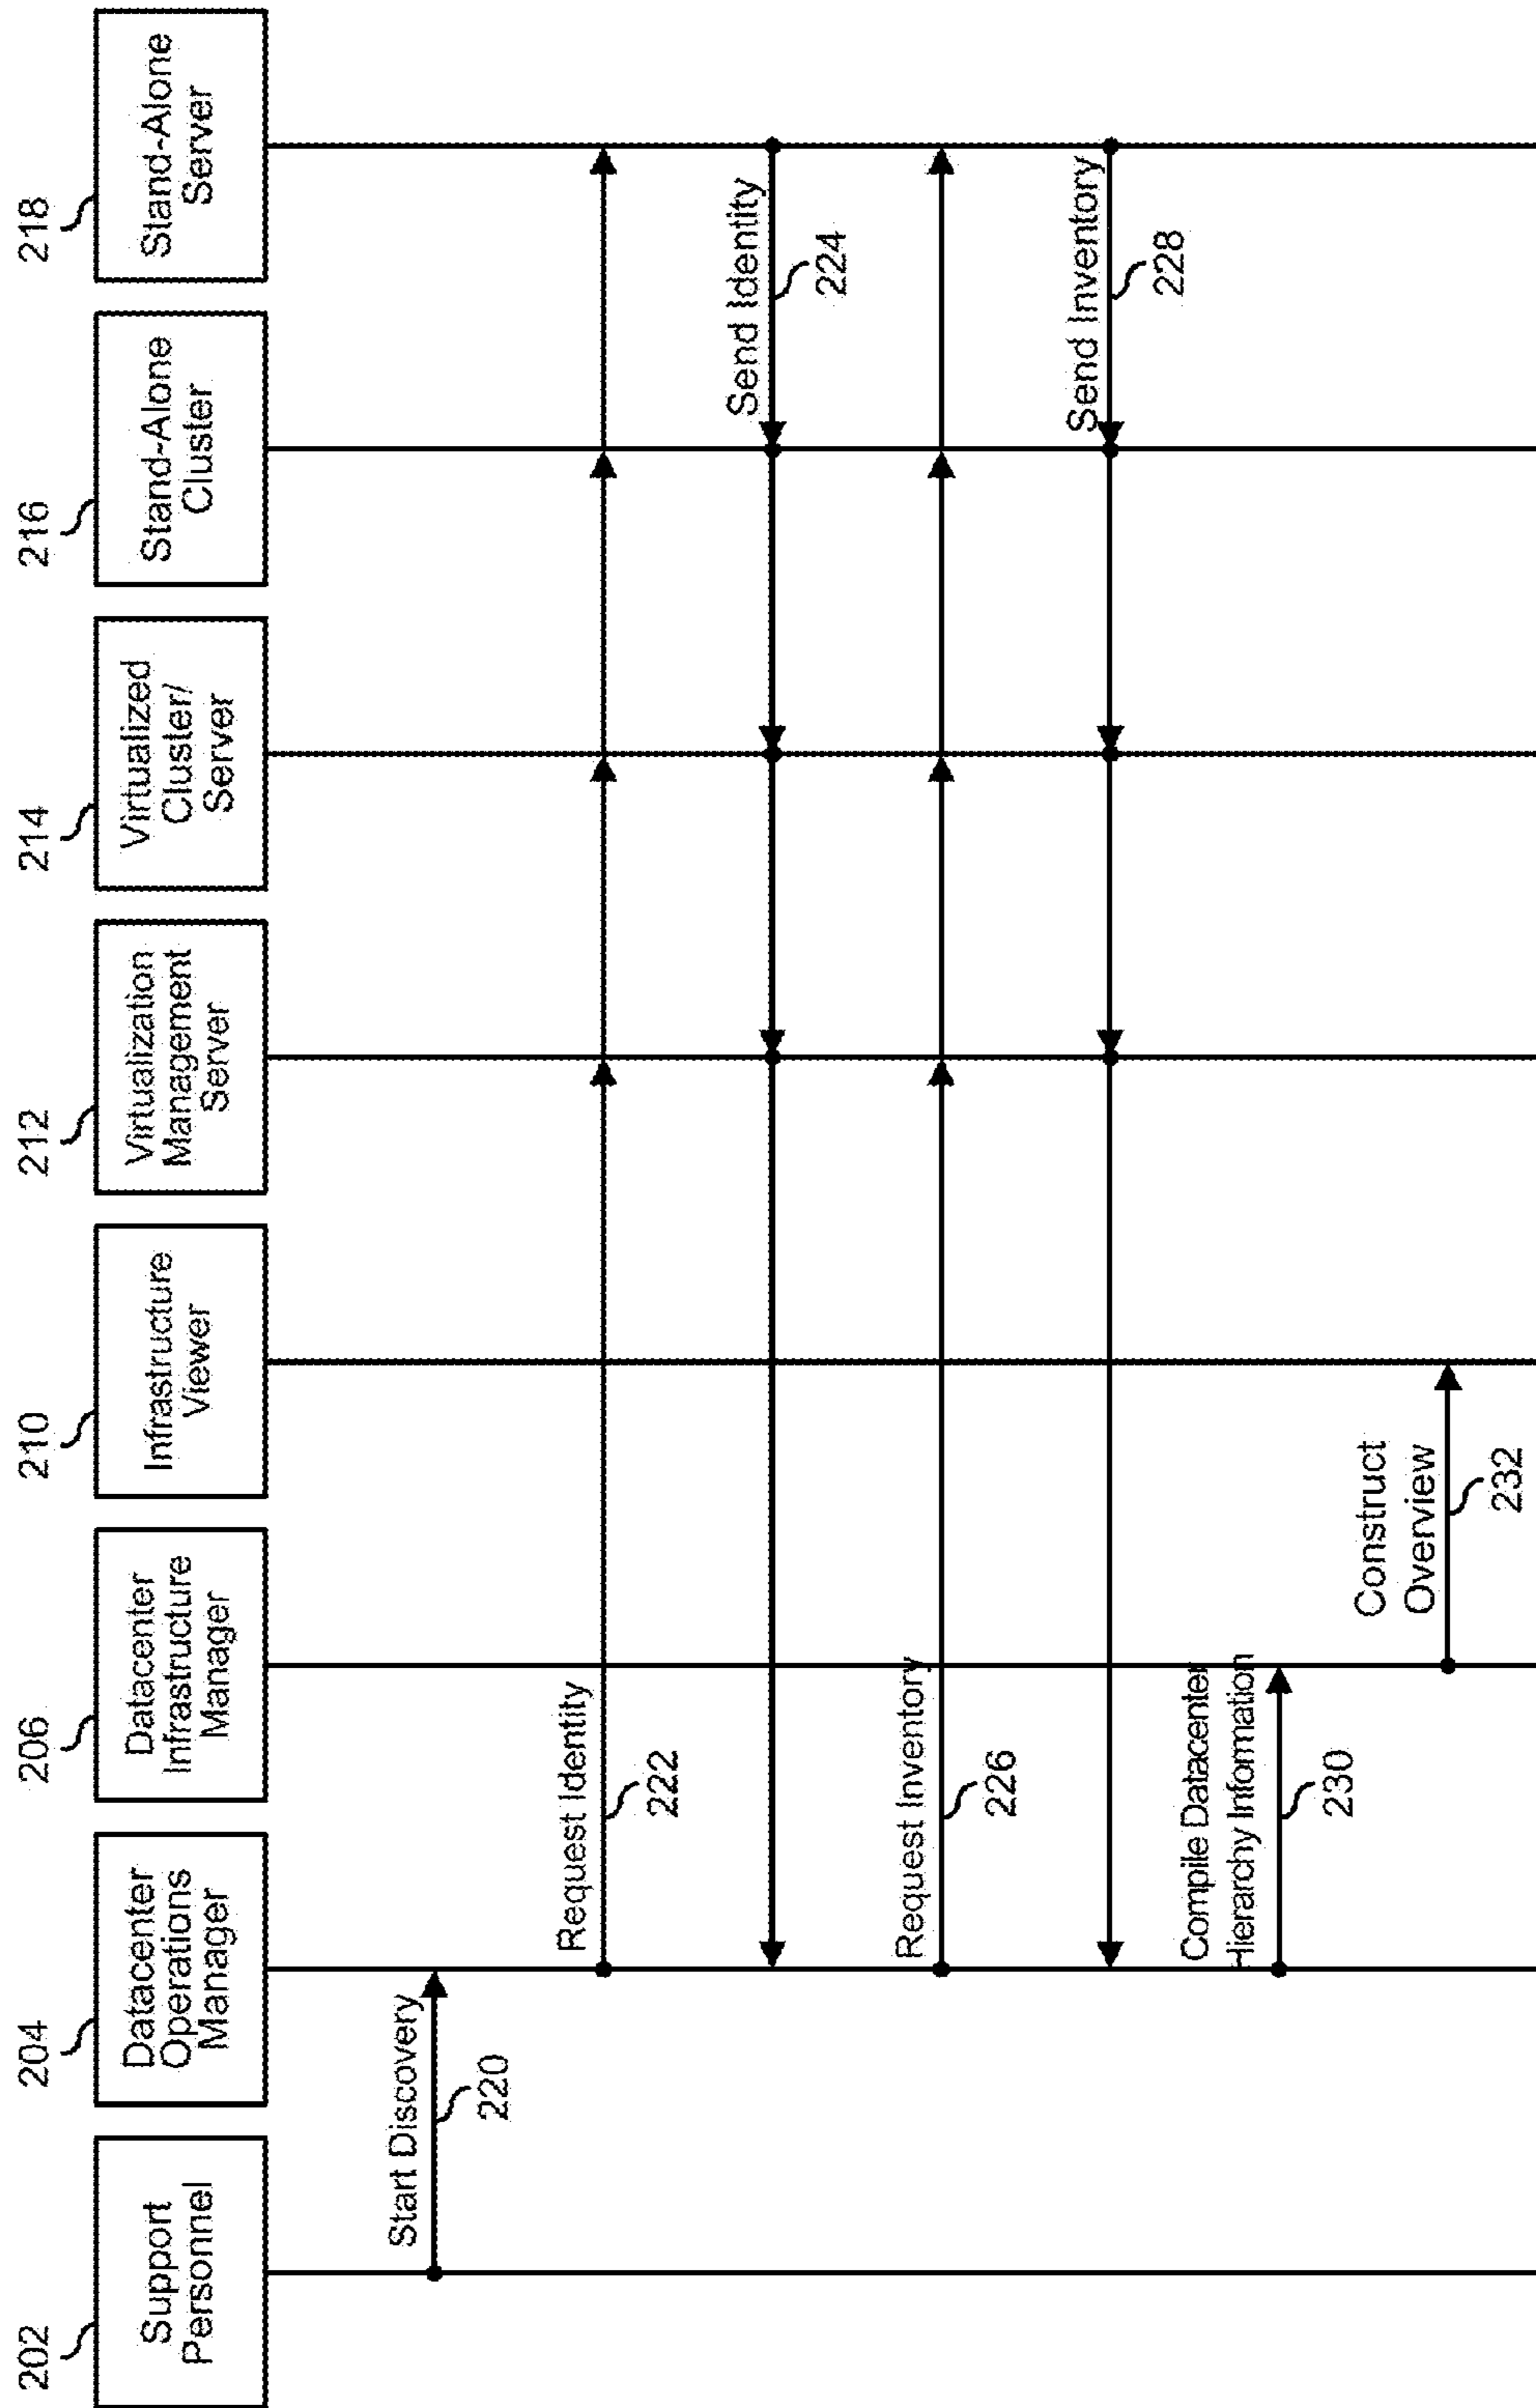 202
Support
Personnel
204
Datacenter
Operations
Manager
206
Datacenter
Infrastructure
Manager
210
Infrastructure
Viewer
212
Virtualization
Management
Server
214
Virtualized
Cluster/
Server
216
Stand-Alone
Cluster
218
Stand-Alone
Server
Start Discovery
220
Request Identity
222
Send Identity
224
Request Inventory
226
Send Inventory
228
Compile Datacenter
Hierarchy Information
230
Construct
Overview
232